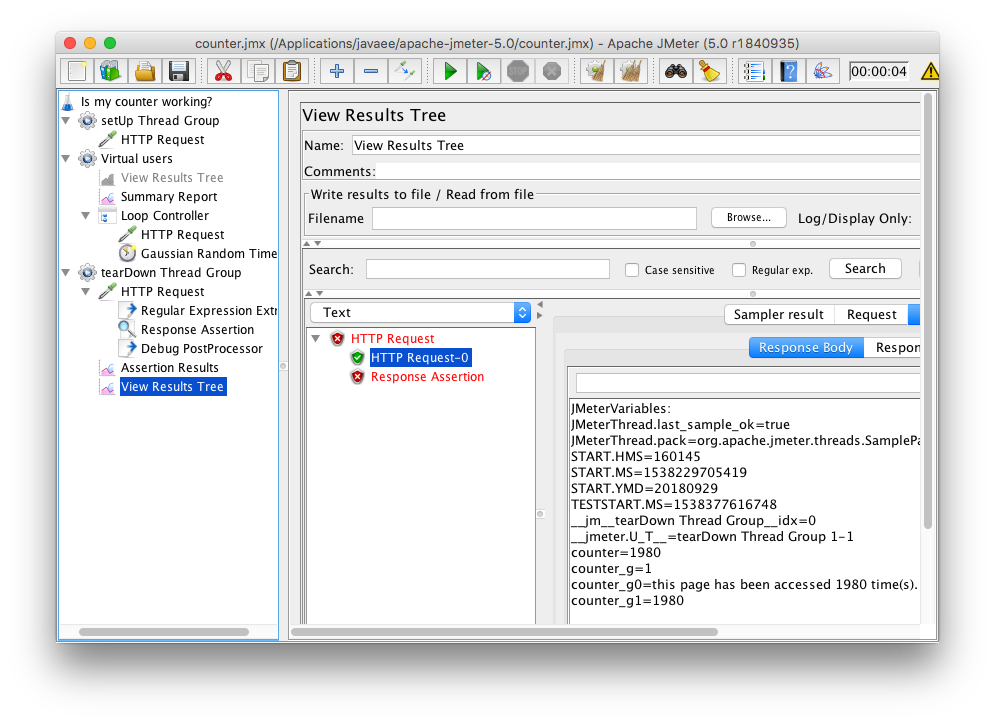 counter.jmx (/Applications/javaee/apache-jmeter-5.0/counter.jmx) - Apache JMeter (5.0 r1840935)
00:00:04
Is my counter working?
setUp Thread Group
HTTP Request
Virtual users
View Results Tree
Summary Report
Loop Controller
HTTP Request
Gaussian Random Time
tearDown Thread Group
HTTP Request
Regular Expression Extr
Response Assertion
Debug PostProcessor
Assertion Results
View Results Tree
View Results Tree
Name: View Results Tree
Comments:
Write results to file / Read from file
Filename Browse... Log/Display Only:
Search: Case sensitive Regular exp. Search
Text
HTTP Request
HTTP Request-0
Response Assertion
Sampler result Request
Response Body Respon
JMeterVariables:
JMeterThread.last_sample_ok=true
JMeterThread.pack=org.apache.jmeter.threads.SamplePa
START.HMS=160145
START.MS=1538229705419
START.YMD=20180929
TESTSTART.MS=1538377616748
__jm__tearDown Thread Group__idx=0
__jmeter.U_T__=tearDown Thread Group 1-1
counter=1980
counter_g=1
counter_g0=this page has been accessed 1980 time(s).
counter_g1=1980